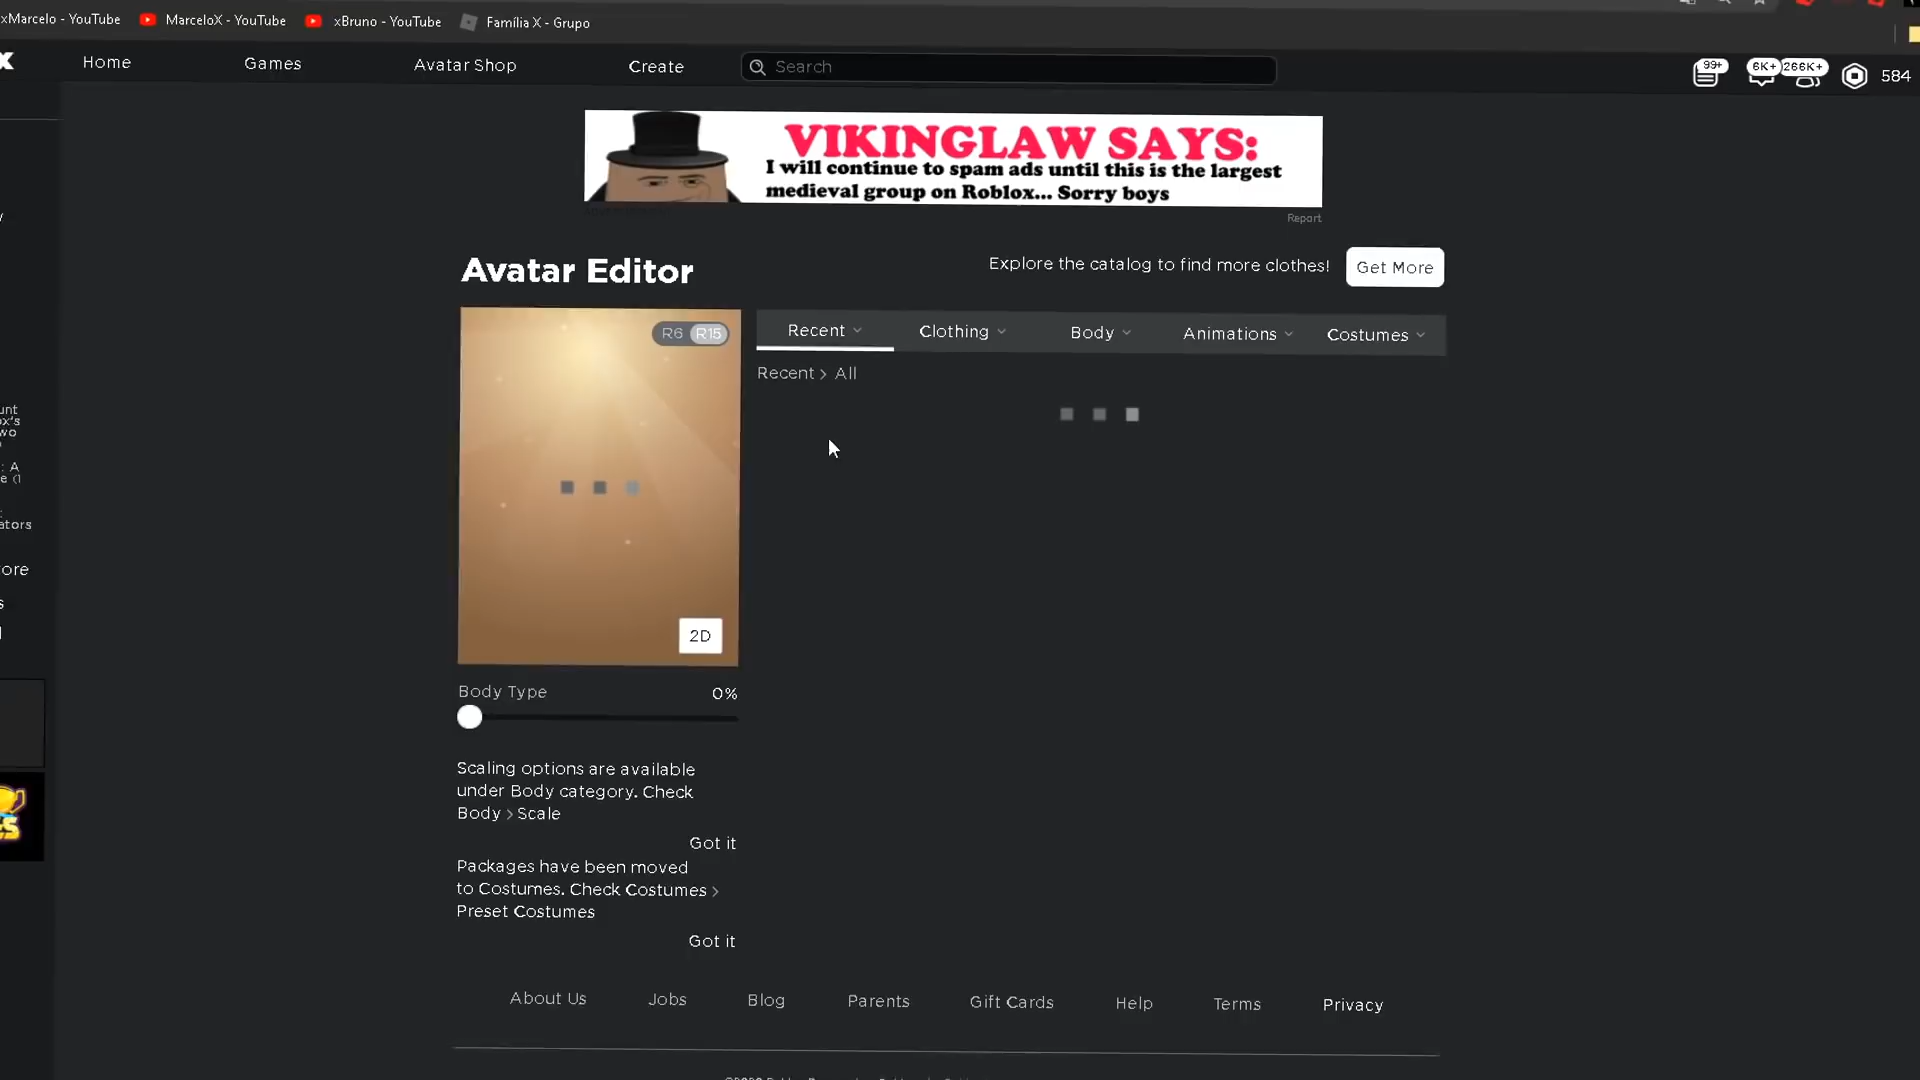 xMarcelo - YouTube MarceloX - YouTube xBruno - YouTube Família X - Grupo
X Home Games Avatar Shop Create Search 99+ 6K+ 266K+ 584
VIKINGLAW SAYS:
I will continue to spam ads until this is the largest
medieval group on Roblox... Sorry boys
Report
Avatar Editor
Explore the catalog to find more clothes! Get More
R6 R15
Recent Clothing Body Animations Costumes
Recent > All
2D
Body Type 0%
Scaling options are available
under Body category. Check
Body > Scale
Got it
Packages have been moved
to Costumes. Check Costumes >
Preset Costumes
Got it
About Us Jobs Blog Parents Gift Cards Help Terms Privacy